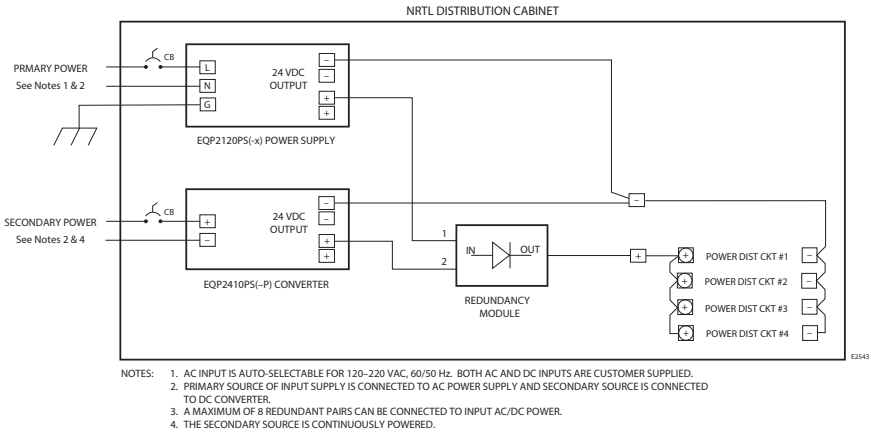 NRTL DISTRIBUTION CABINET
PRMARY POWER
See Notes 1 & 2
CB
L
N
G
24 VDC
OUTPUT
–
–
+
+
EQP2120PS(-x) POWER SUPPLY
SECONDARY POWER
See Notes 2 & 4
CB
+
–
24 VDC
OUTPUT
–
–
+
+
EQP2410PS(–P) CONVERTER
1
2
IN
OUT
REDUNDANCY
MODULE
–
+
+ POWER DIST CKT #1 –
+ POWER DIST CKT #2 –
+ POWER DIST CKT #3 –
+ POWER DIST CKT #4 –
E2543
NOTES: 1. AC INPUT IS AUTO-SELECTABLE FOR 120–220 VAC, 60/50 Hz. BOTH AC AND DC INPUTS ARE CUSTOMER SUPPLIED.
2. PRIMARY SOURCE OF INPUT SUPPLY IS CONNECTED TO AC POWER SUPPLY AND SECONDARY SOURCE IS CONNECTED
TO DC CONVERTER.
3. A MAXIMUM OF 8 REDUNDANT PAIRS CAN BE CONNECTED TO INPUT AC/DC POWER.
4. THE SECONDARY SOURCE IS CONTINUOUSLY POWERED.